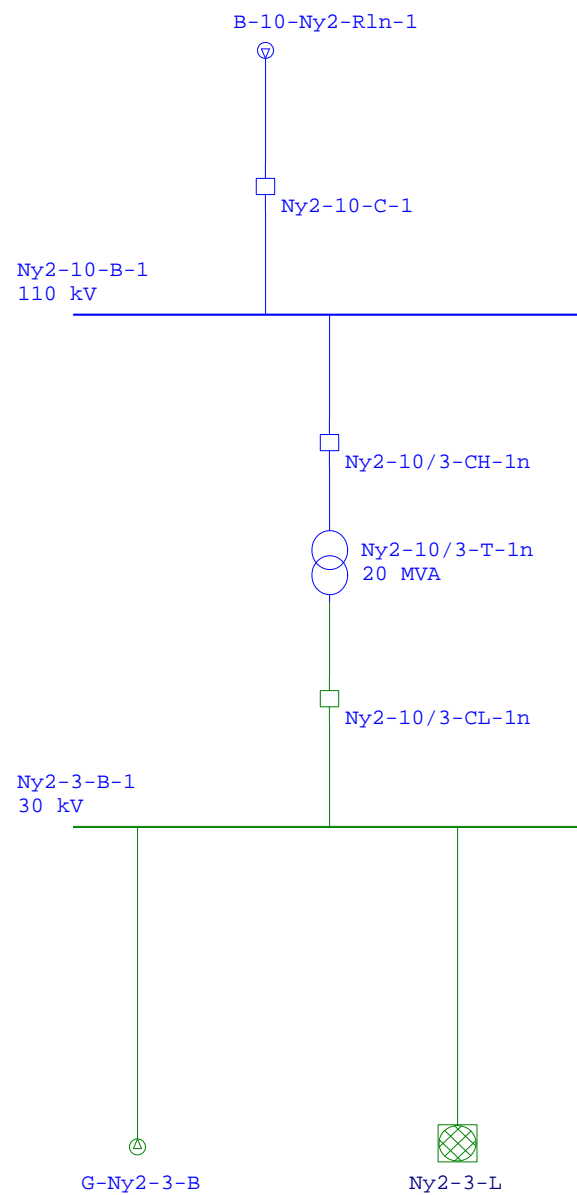 B-10-Ny2-Rln-1
Ny2-10-C-1
Ny2-10-B-1
110 kV
Ny2-10/3-CH-1n
Ny2-10/3-T-1n
20 MVA
Ny2-10/3-CL-1n
Ny2-3-B-1
30 kV
G-Ny2-3-B
Ny2-3-L